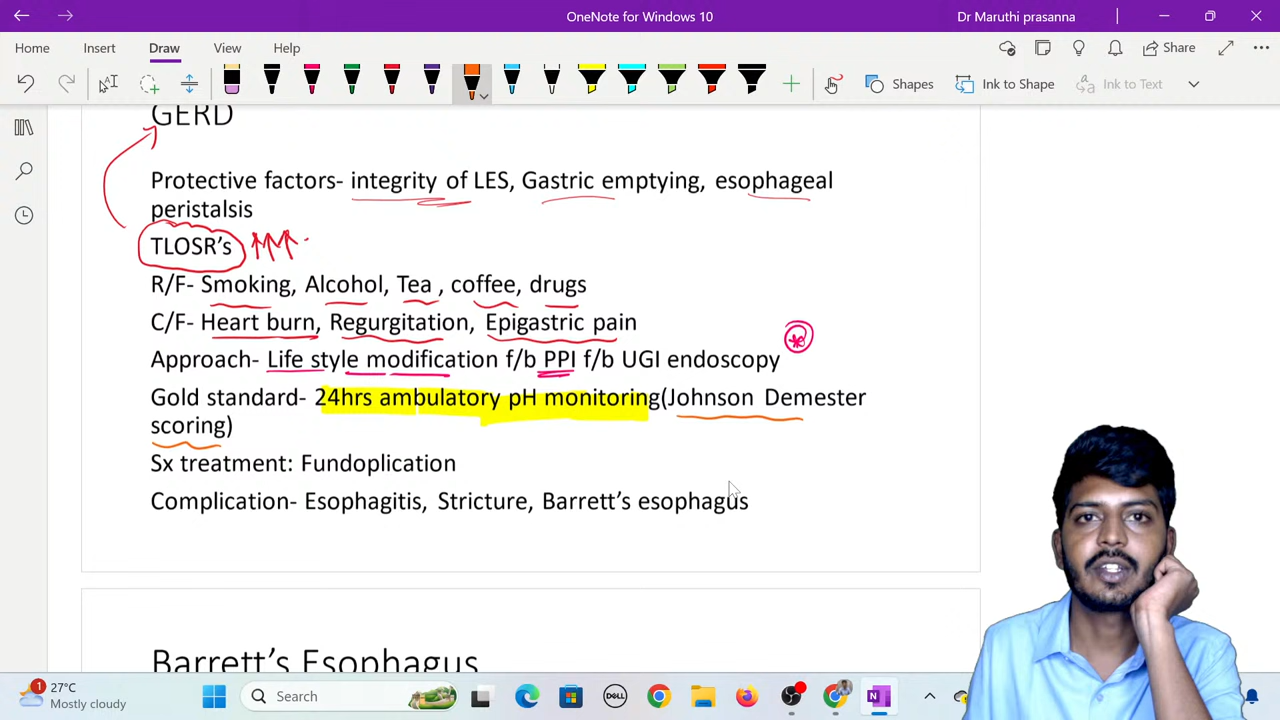 OneNote for Windows 10
Dr Maruthi prasanna
Home
Insert
Draw
View
Help
Share
Shapes
Ink to Shape
Ink to Text
GERD
Protective factors- integrity of LES, Gastric emptying, esophageal
peristalsis
TLOSR’s
R/F- Smoking, Alcohol, Tea , coffee, drugs
C/F- Heart burn, Regurgitation, Epigastric pain
Approach- Life style modification f/b PPI f/b UGI endoscopy
Gold standard- 24hrs ambulatory pH monitoring(Johnson Demester
scoring)
Sx treatment: Fundoplication
Complication- Esophagitis, Stricture, Barrett’s esophagus
Barrett’s Esophagus
1
27°C
Mostly cloudy
Search
DELL
N